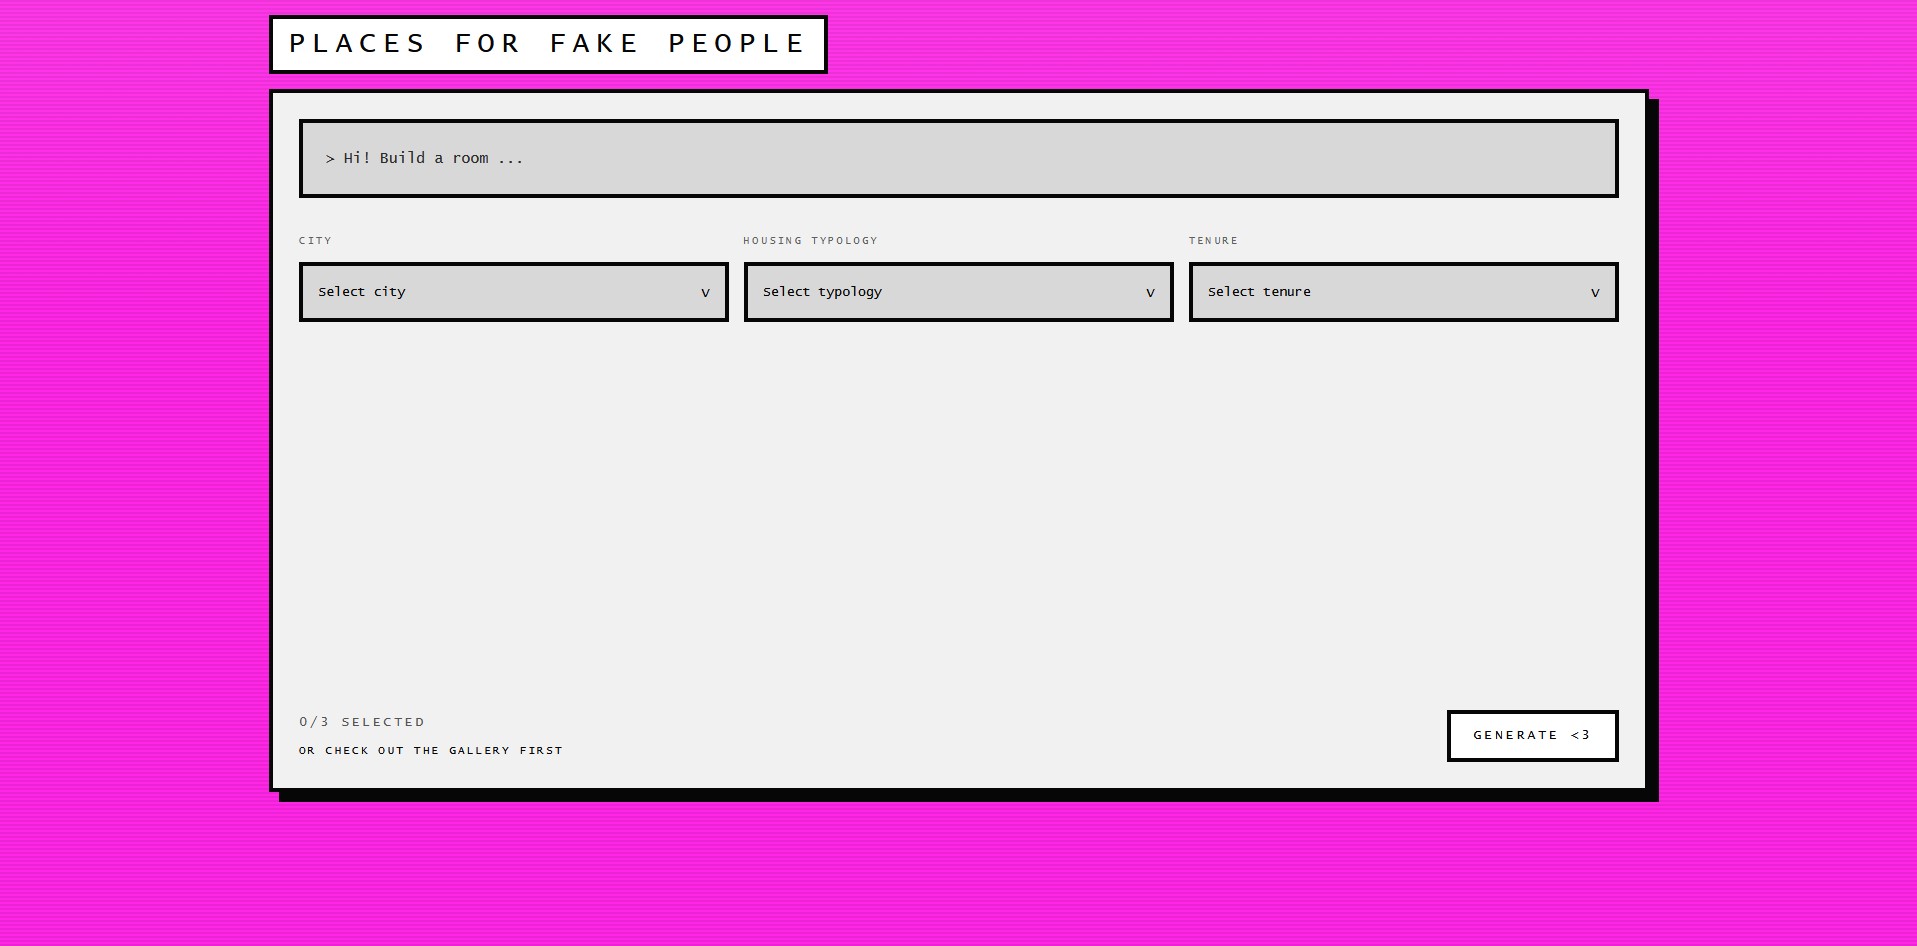 PLACES FOR FAKE PEOPLE
> Hi! Build a room ...
CITY
HOUSING TYPOLOGY
TENURE
Select city v
Select typology v
Select tenure v
0/3 SELECTED
OR CHECK OUT THE GALLERY FIRST
GENERATE <3